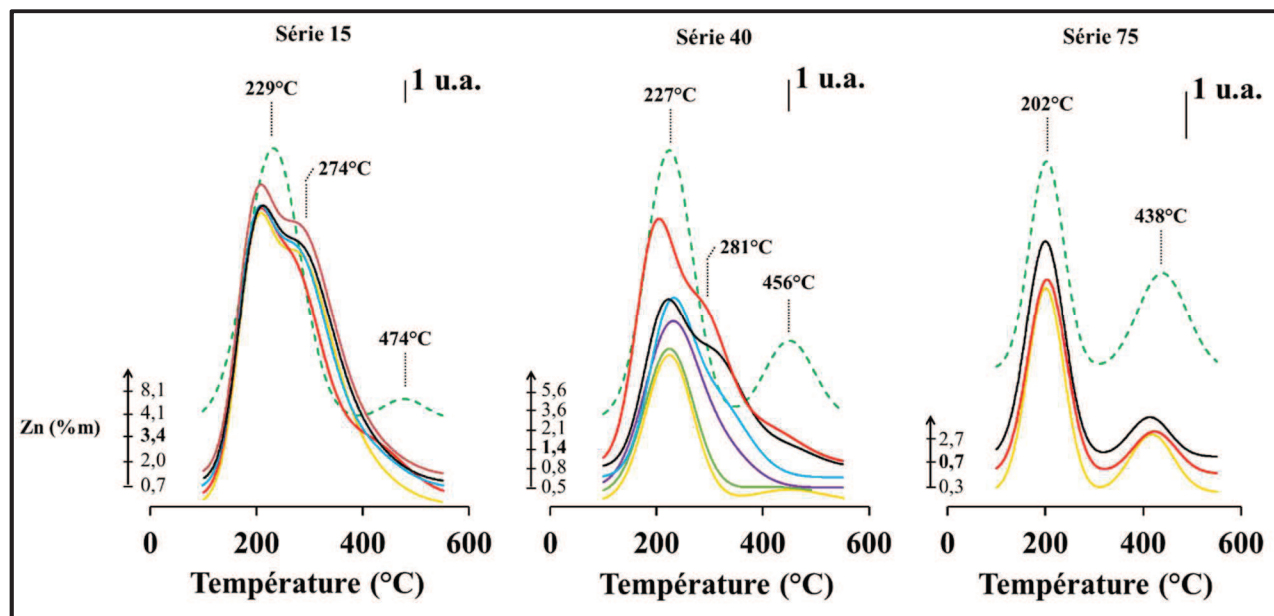 Série 15
1 u.a.
229°C
274°C
474°C
Zn (%m)
8,1
4,1
3,4
2,0
0,7
0
200
400
600
Température (°C)
Série 40
1 u.a.
227°C
281°C
456°C
5,6
3,6
2,1
1,4
0,8
0,5
0
200
400
600
Température (°C)
Série 75
1 u.a.
202°C
438°C
2,7
0,7
0,3
0
200
400
600
Température (°C)